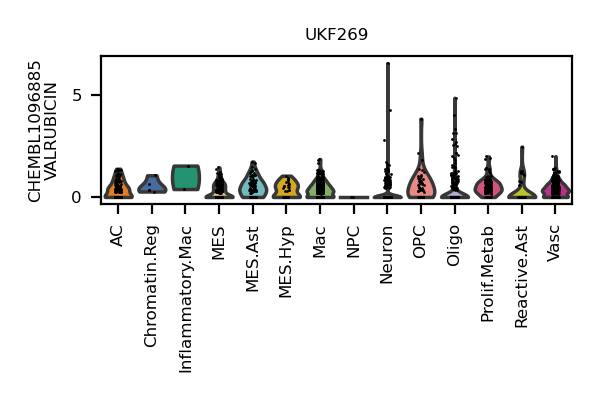 UKF269
CHEMBL1096885
VALRUBICIN
5
0
AC
Chromatin.Reg
Inflammatory.Mac
MES
MES.Ast
MES.Hyp
Mac
NPC
Neuron
OPC
Oligo
Prolif.Metab
Reactive.Ast
Vasc